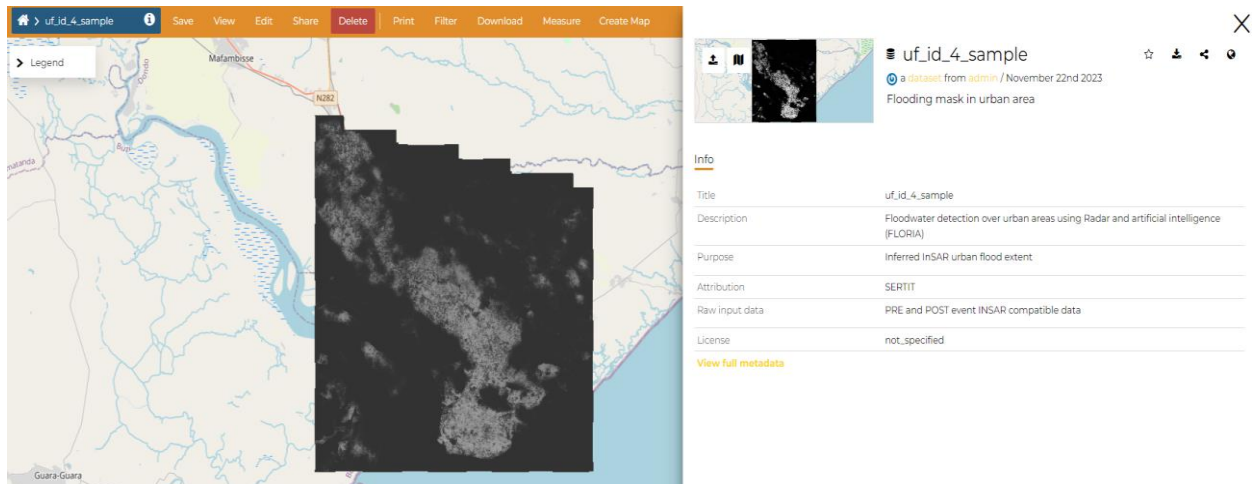 uf_id_4_sample
Save View Edit Share Delete Print Filter Download Measure Create Map
Legend
Mafambisse
N282
Guara-Guara
uf_id_4_sample
a dataset from admin / November 22nd 2023
Flooding mask in urban area
Info
Title uf_id_4_sample
Description Floodwater detection over urban areas using Radar and artificial intelligence
(FLORIA)
Purpose Inferred InSAR urban flood extent
Attribution SERTIT
Raw input data PRE and POST event INSAR compatible data
License not_specified
View full metadata